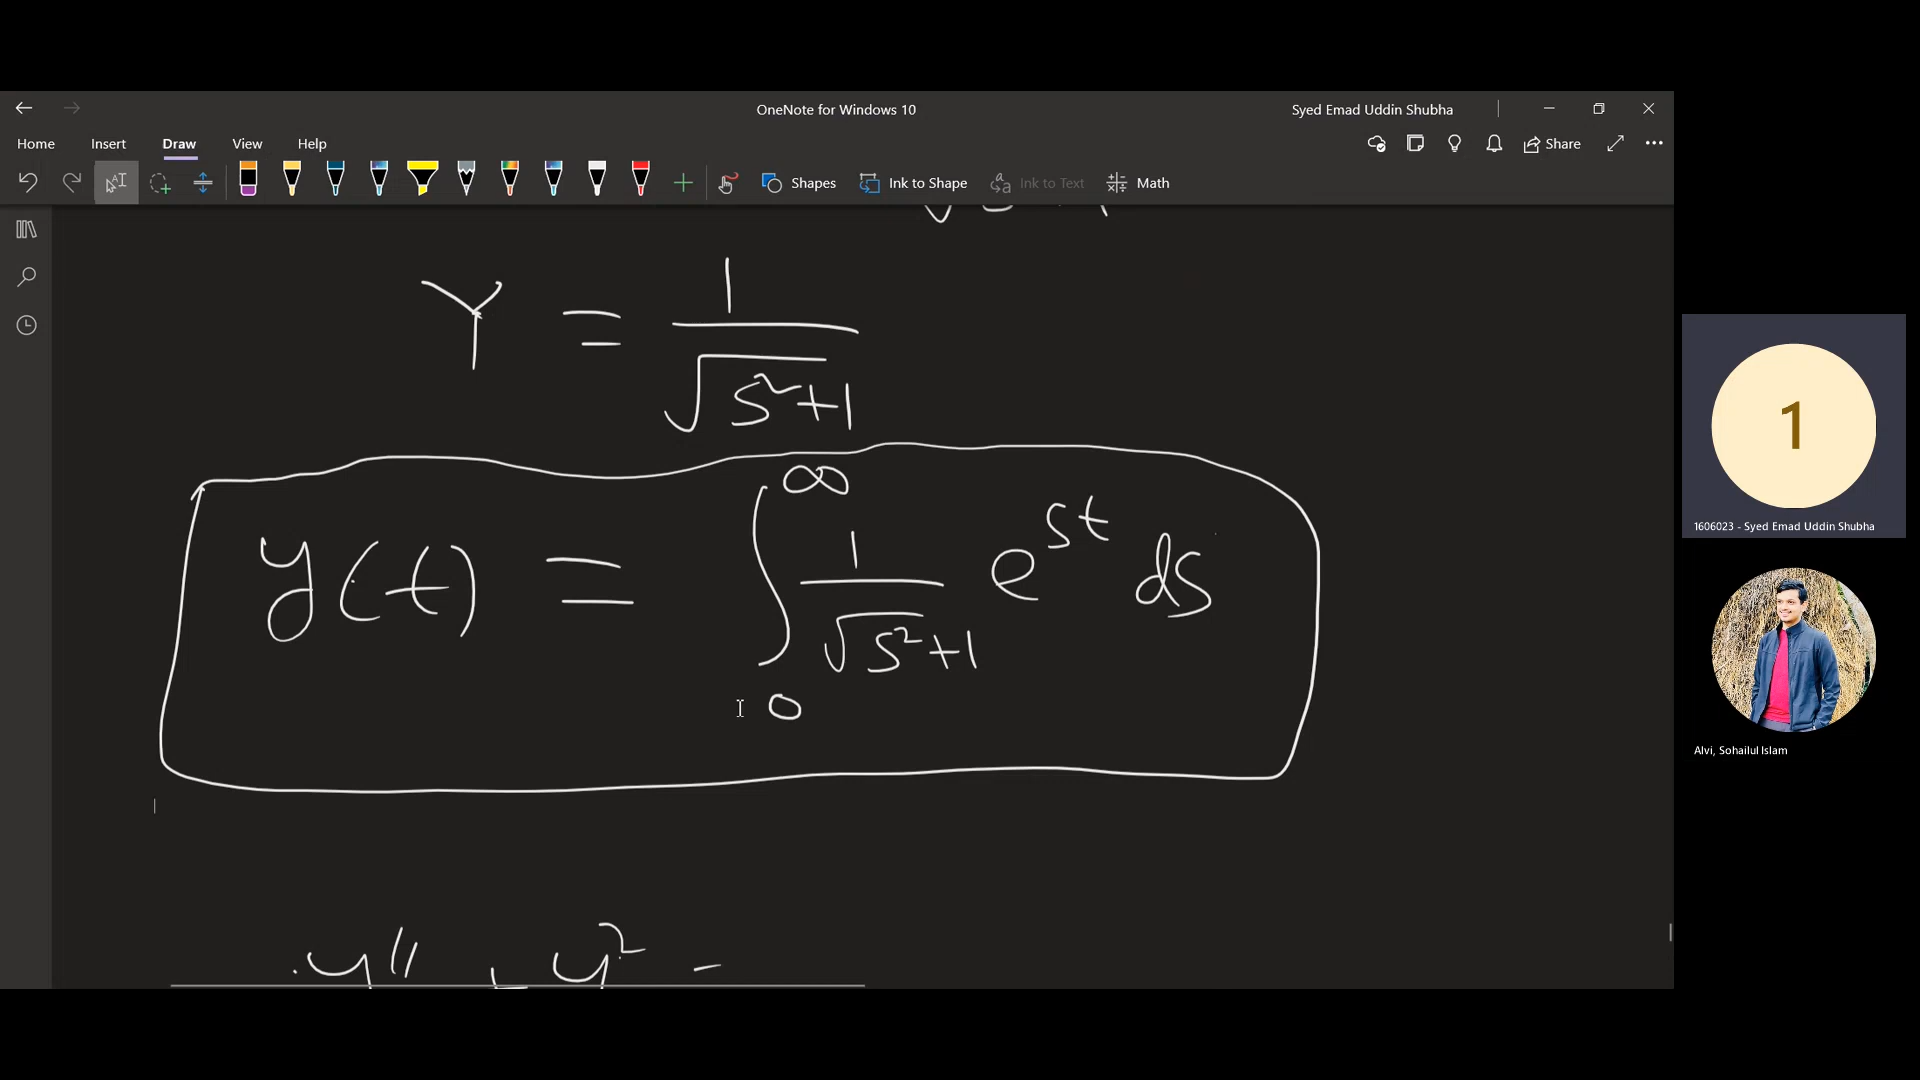 OneNote for Windows 10
Syed Emad Uddin Shubha
Home Insert Draw View Help
Share
Shapes Ink to Shape Ink to Text Math
Y = 1/√(s²+1)
y(t) = ∫₀^∞ 1/√(s²+1) e^{st} ds
y'' + y² =
1
1606023 - Syed Emad Uddin Shubha
Alvi, Sohailul Islam